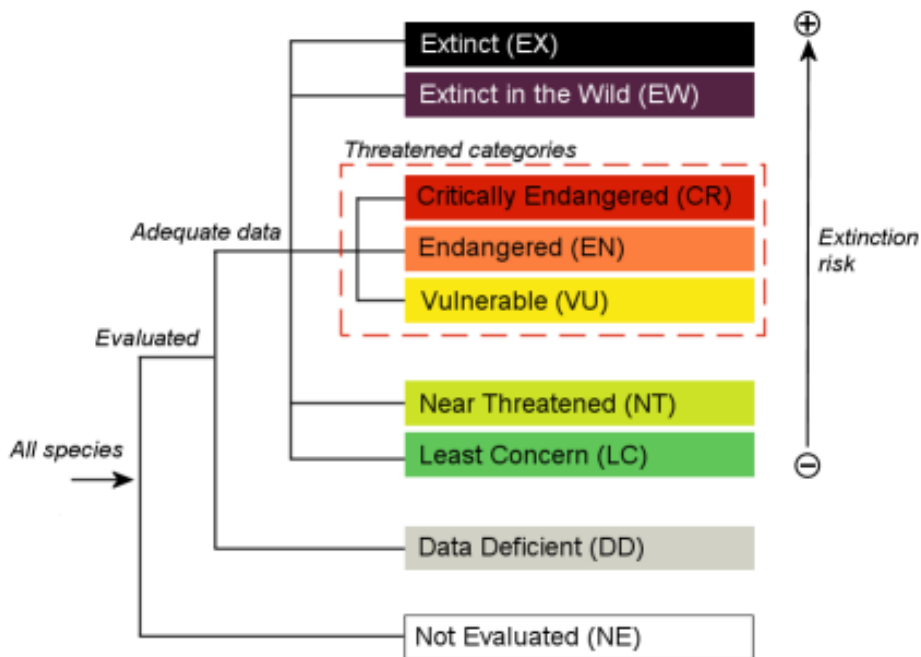 Extinct (EX)
Extinct in the Wild (EW)
Threatened categories
Critically Endangered (CR)
Adequate data
Endangered (EN)
Extinction
risk
Vulnerable (VU)
Evaluated
Near Threatened (NT)
All species
Least Concern (LC)
Data Deficient (DD)
Not Evaluated (NE)